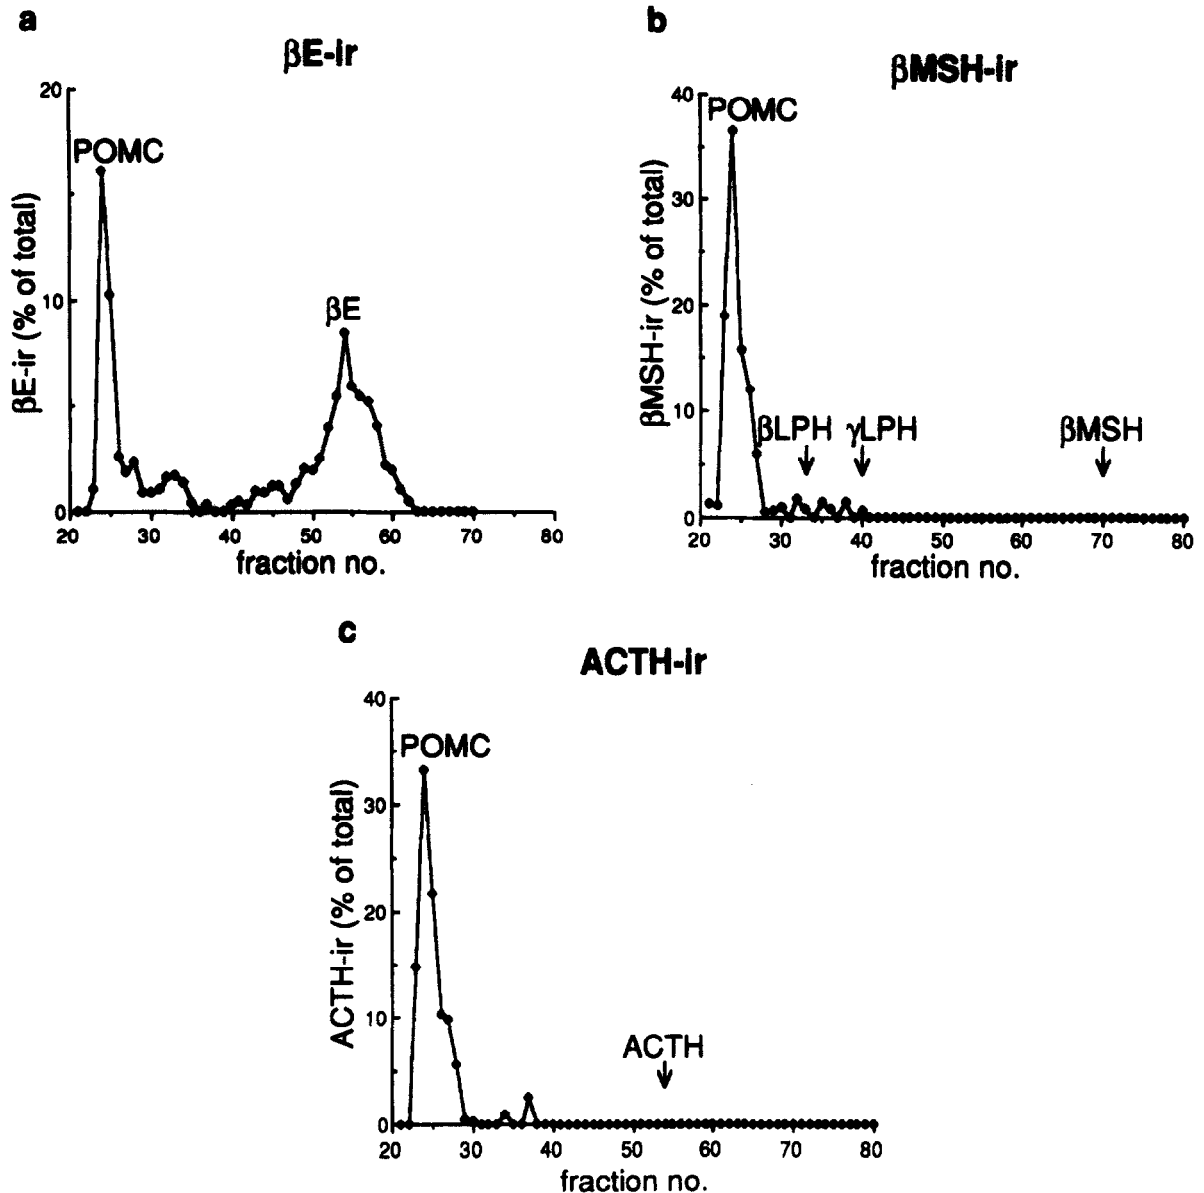 a
βE-ir
20
10
0
βE-ir (% of total)
POMC
βE
20 30 40 50 60 70 80
fraction no.
b
βMSH-ir
40
30
20
10
0
βMSH-ir (% of total)
POMC
βLPH γLPH βMSH
20 30 40 50 60 70 80
fraction no.
c
ACTH-ir
40
30
20
10
0
ACTH-ir (% of total)
POMC
ACTH
20 30 40 50 60 70 80
fraction no.